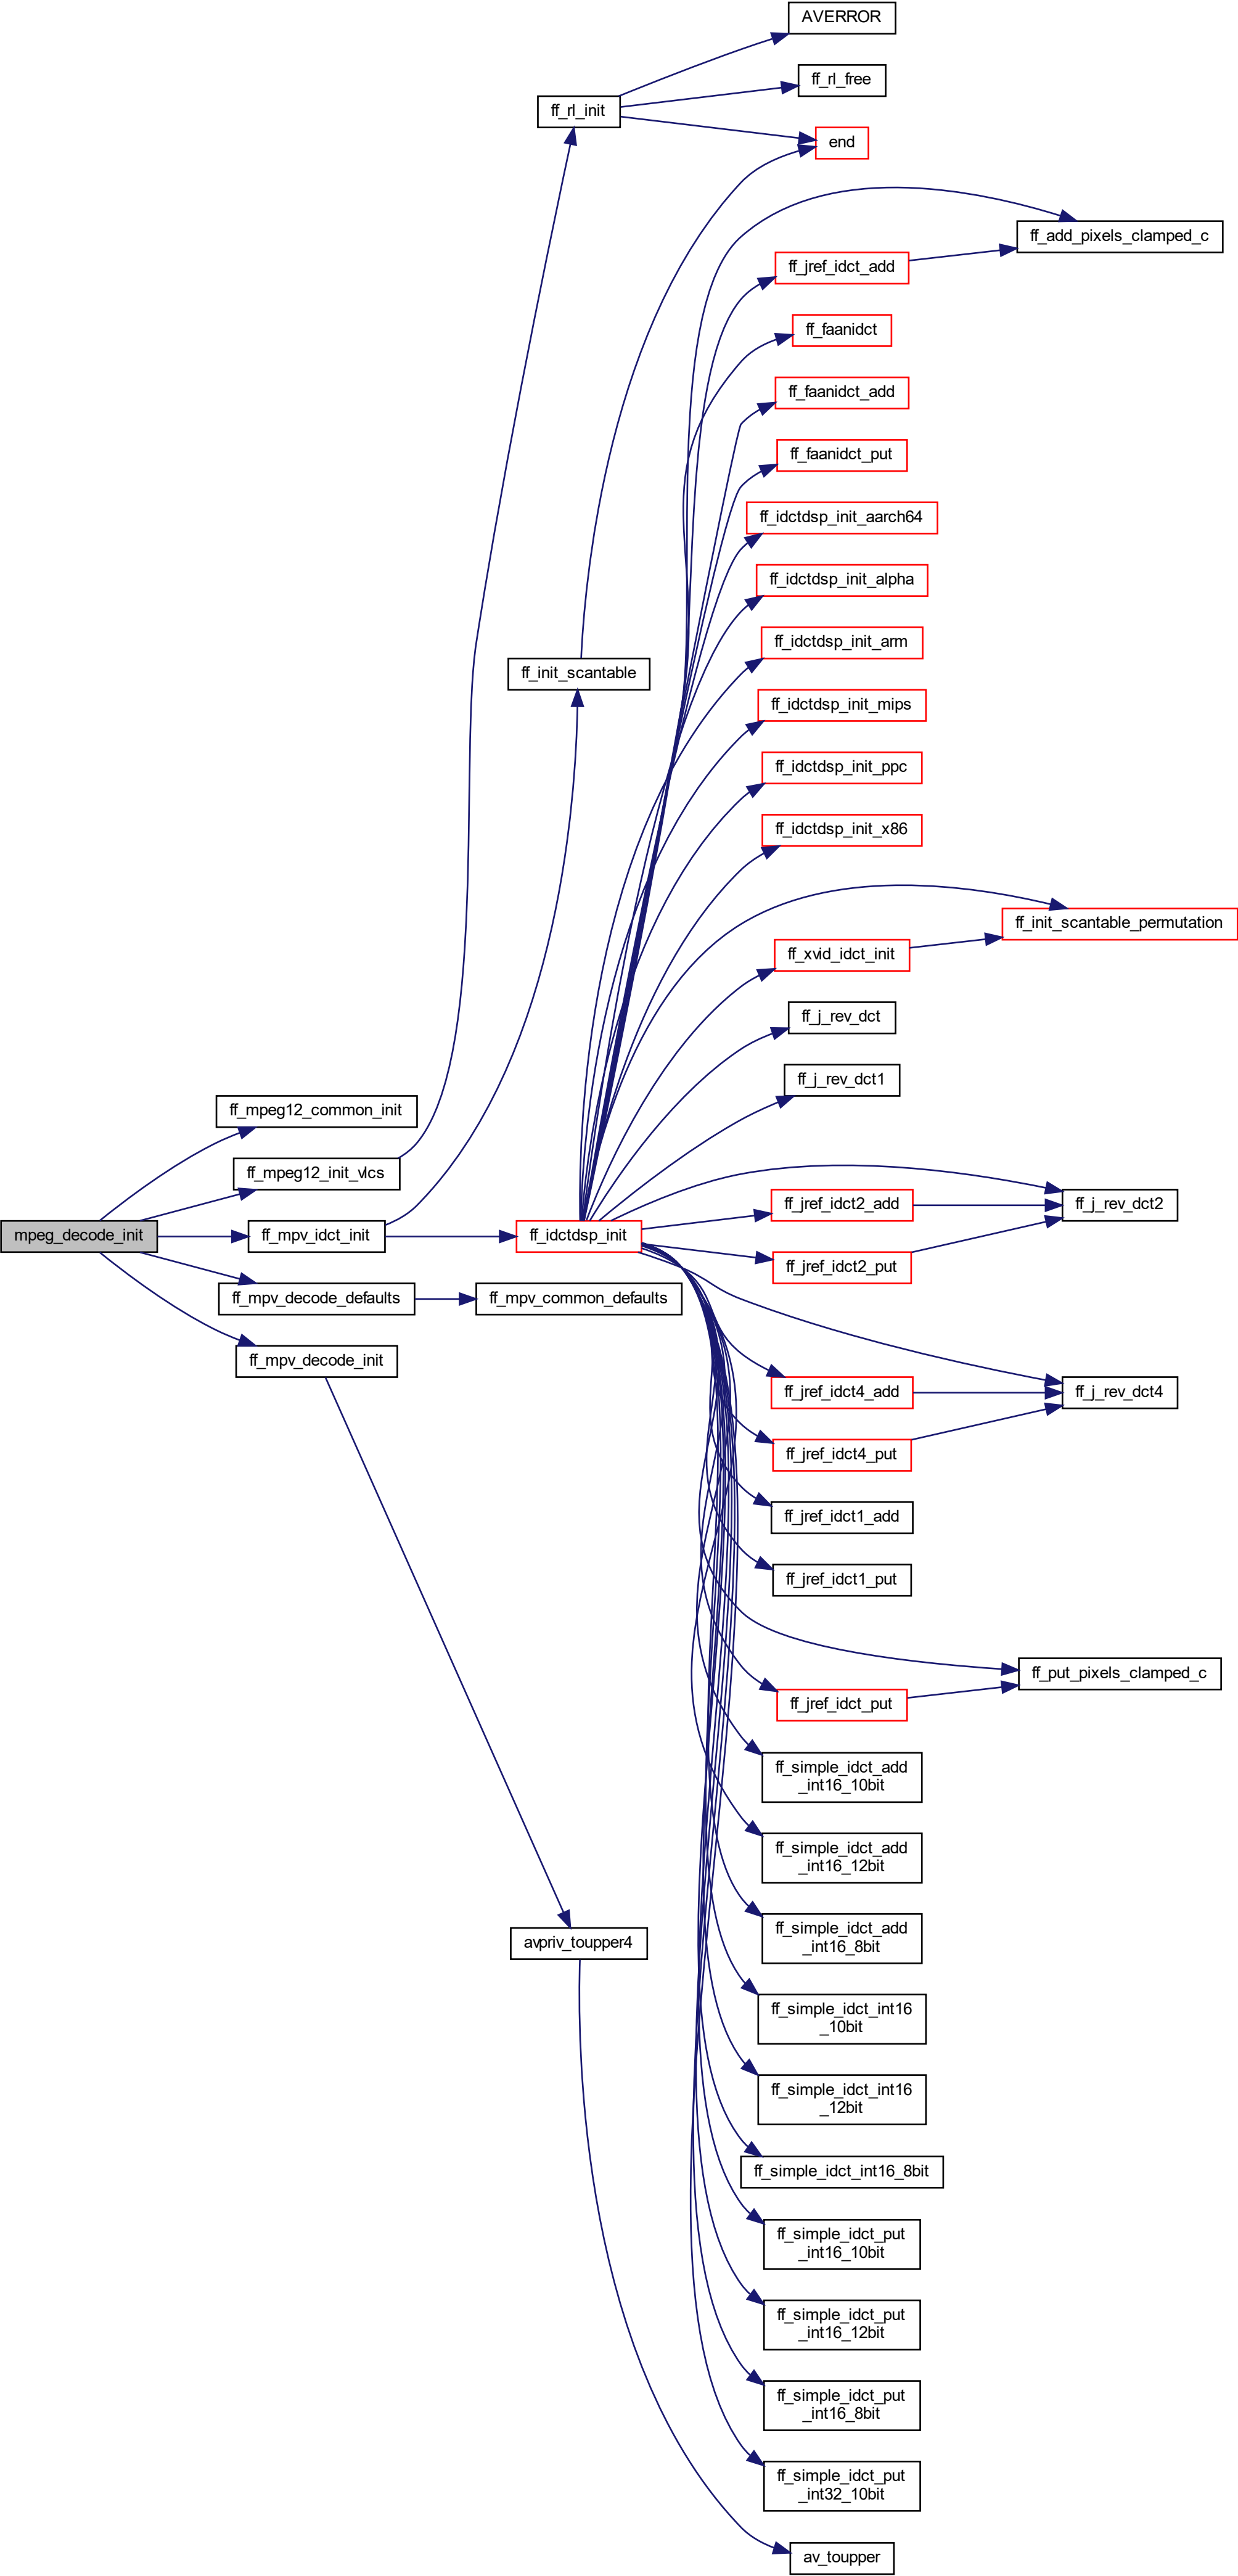 AVERROR
ff_rl_free
ff_rl_init
end
ff_add_pixels_clamped_c
ff_jref_idct_add
ff_faanidct
ff_faanidct_add
ff_faanidct_put
ff_idctdsp_init_aarch64
ff_idctdsp_init_alpha
ff_idctdsp_init_arm
ff_init_scantable
ff_idctdsp_init_mips
ff_idctdsp_init_ppc
ff_idctdsp_init_x86
ff_init_scantable_permutation
ff_xvid_idct_init
ff_j_rev_dct
ff_j_rev_dct1
ff_mpeg12_common_init
ff_mpeg12_init_vlcs
ff_jref_idct2_add
ff_j_rev_dct2
mpeg_decode_init
ff_mpv_idct_init
ff_idctdsp_init
ff_jref_idct2_put
ff_mpv_decode_defaults
ff_mpv_common_defaults
ff_mpv_decode_init
ff_jref_idct4_add
ff_j_rev_dct4
ff_jref_idct4_put
ff_jref_idct1_add
ff_jref_idct1_put
ff_put_pixels_clamped_c
ff_jref_idct_put
ff_simple_idct_add
_int16_10bit
ff_simple_idct_add
_int16_12bit
ff_simple_idct_add
_int16_8bit
avpriv_toupper4
ff_simple_idct_int16
_10bit
ff_simple_idct_int16
_12bit
ff_simple_idct_int16_8bit
ff_simple_idct_put
_int16_10bit
ff_simple_idct_put
_int16_12bit
ff_simple_idct_put
_int16_8bit
ff_simple_idct_put
_int32_10bit
av_toupper